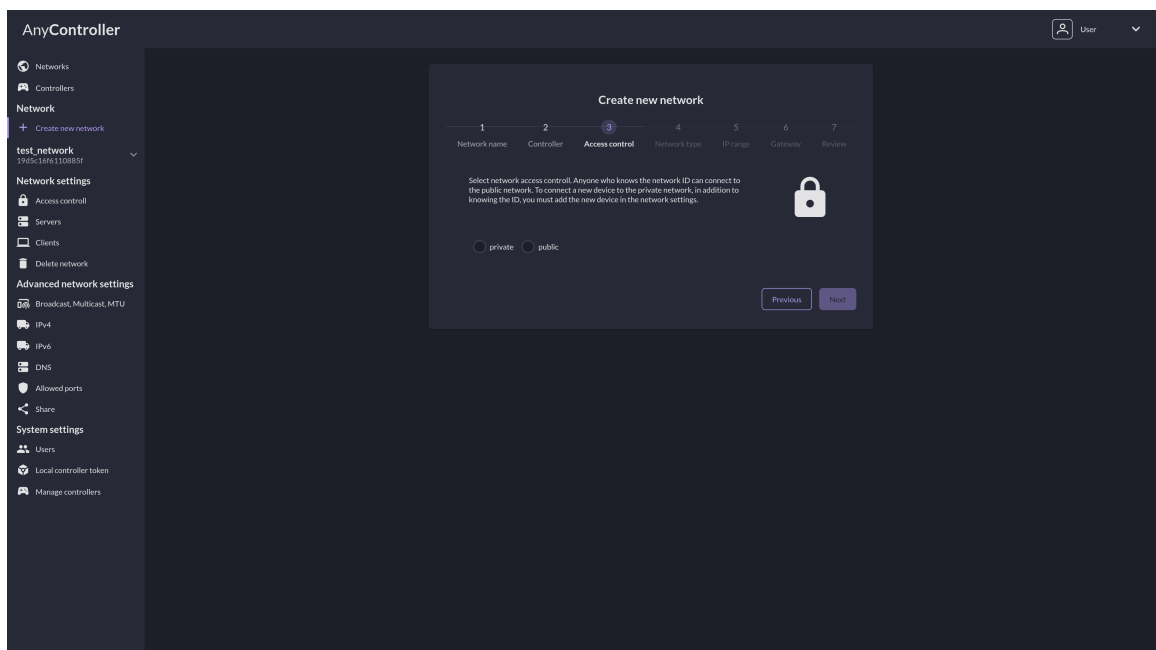 AnyController
User
Networks
Controllers
Network
Create new network
test_network
19d5c16f6110885f
Network settings
Access controll
Servers
Clients
Delete network
Advanced network settings
Broadcast, Multicast, MTU
IPv4
IPv6
DNS
Allowed ports
Share
System settings
Users
Local controller token
Manage controllers
Create new network
1 2 3 4 5 6 7
Network name Controller Access control Network type IP range Gateway Review
Select network access controll. Anyone who knows the network ID can connect to
the public network. To connect a new device to the private network, in addition to
knowing the ID, you must add the new device in the network settings.
private public
Previous Next